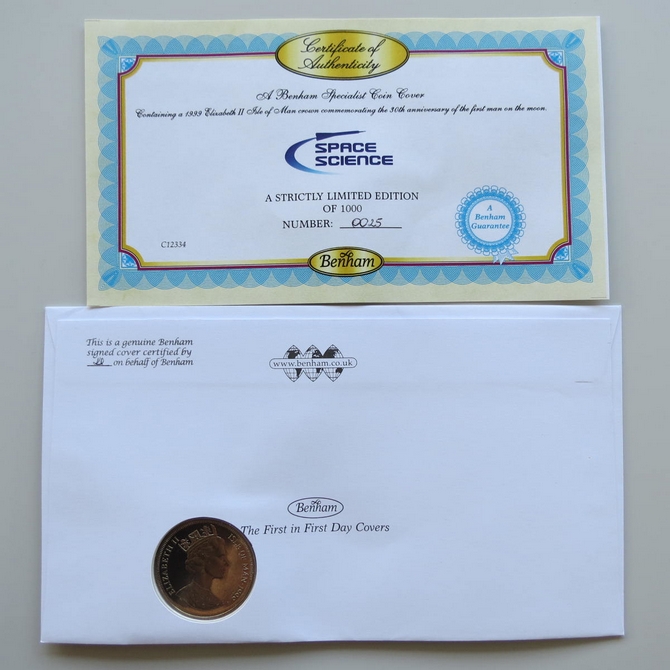 Certificate of
Authenticity
A Benham Specialist Coin Cover
Containing a 1999 Elizabeth II Isle of Man crown commemorating the 30th anniversary of the first man on the moon.
SPACE
SCIENCE
A STRICTLY LIMITED EDITION
OF 1000
NUMBER: 0025
A
Benham
Guarantee
C12334
Benham
This is a genuine Benham
signed cover certified by
on behalf of Benham
www.benham.co.uk
Benham
The First in First Day Covers
ELIZABETH II
ISLE OF MAN 1999